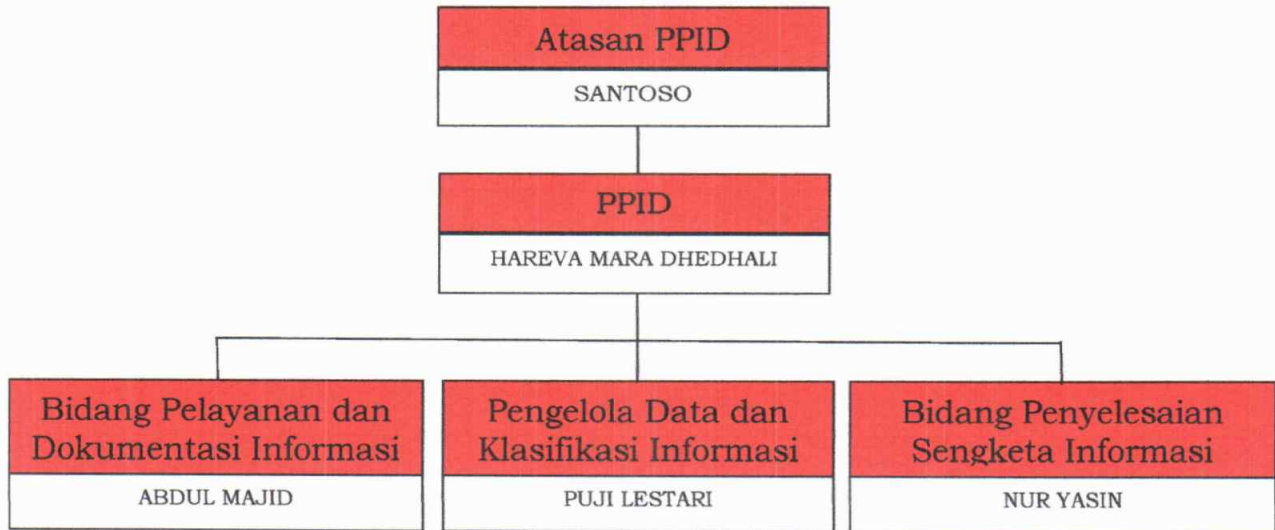 Atasan PPID
SANTOSO
PPID
HAREVA MARA DHEDHALI
Bidang Pelayanan dan
Dokumentasi Informasi
ABDUL MAJID
Pengelola Data dan
Klasifikasi Informasi
PUJI LESTARI
Bidang Penyelesaian
Sengketa Informasi
NUR YASIN